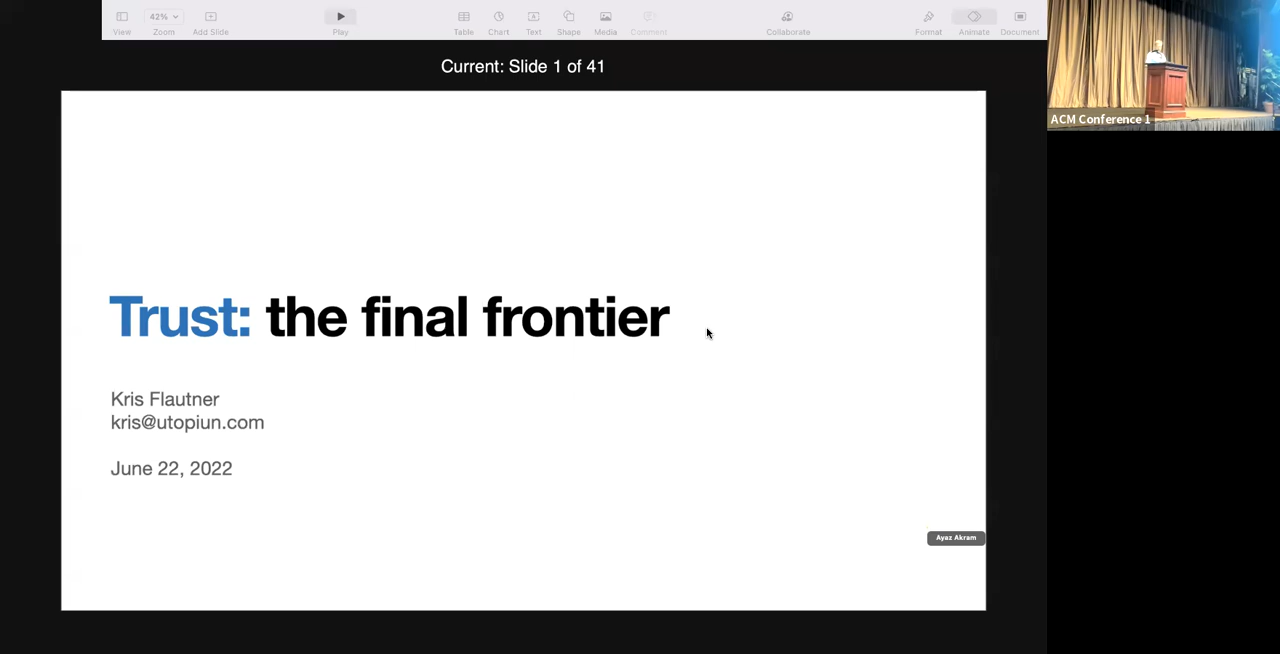 42%
View
Zoom
Add Slide
Play
Table
Chart
Text
Shape
Media
Comment
Collaborate
Format
Animate
Document
Current: Slide 1 of 41
ACM Conference 1
Trust: the final frontier
Kris Flautner
kris@utopiun.com
June 22, 2022
Ayaz Akram